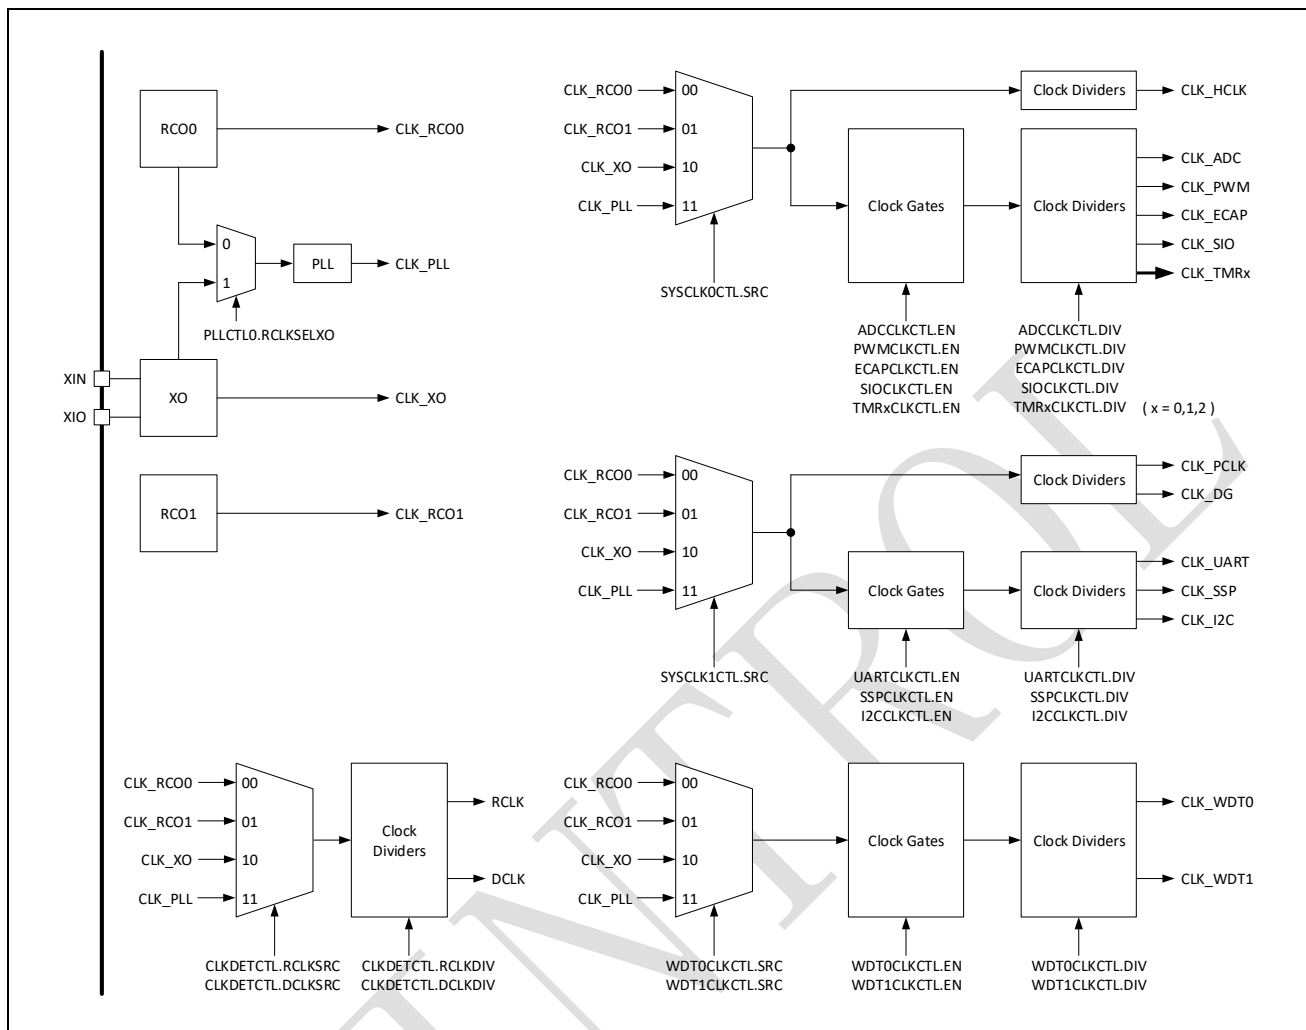 RCO0
CLK_RCO0
0
1
PLL
CLK_PLL
PLLCTL0.RCLKSELXO
XIN
XIO
XO
CLK_XO
RCO1
CLK_RCO1
CLK_RCO0
CLK_RCO1
CLK_XO
CLK_PLL
00
01
10
11
SYSCLK0CTL.SRC
Clock Dividers
CLK_HCLK
Clock Gates
Clock Dividers
CLK_ADC
CLK_PWM
CLK_ECAP
CLK_SIO
CLK_TMRx
ADCCLKCTL.EN
PWMCLKCTL.EN
ECAPCLKCTL.EN
SIOCLKCTL.EN
TMRxCLKCTL.EN
ADCCLKCTL.DIV
PWMCLKCTL.DIV
ECAPCLKCTL.DIV
SIOCLKCTL.DIV
TMRxCLKCTL.DIV ( x = 0,1,2 )
CLK_RCO0
CLK_RCO1
CLK_XO
CLK_PLL
00
01
10
11
SYSCLK1CTL.SRC
Clock Dividers
CLK_PCLK
CLK_DG
Clock Gates
Clock Dividers
CLK_UART
CLK_SSP
CLK_I2C
UARTCLKCTL.EN
SSPCLKCTL.EN
I2CCLKCTL.EN
UARTCLKCTL.DIV
SSPCLKCTL.DIV
I2CCLKCTL.DIV
CLK_RCO0
CLK_RCO1
CLK_XO
CLK_PLL
00
01
10
11
Clock
Dividers
RCLK
DCLK
CLKDETCTL.RCLKSRC
CLKDETCTL.DCLKSRC
CLKDETCTL.RCLKDIV
CLKDETCTL.DCLKDIV
CLK_RCO0
CLK_RCO1
CLK_XO
CLK_PLL
00
01
10
11
Clock Gates
Clock Dividers
CLK_WDT0
CLK_WDT1
WDT0CLKCTL.SRC
WDT1CLKCTL.SRC
WDT0CLKCTL.EN
WDT1CLKCTL.EN
WDT0CLKCTL.DIV
WDT1CLKCTL.DIV